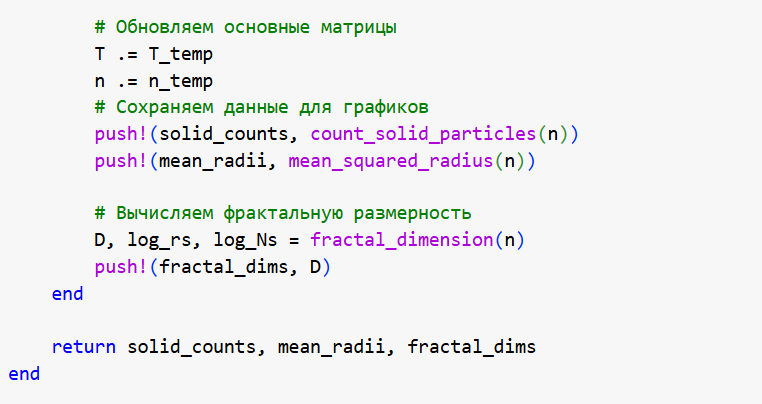 # Обновляем основные матрицы
T .= T_temp
n .= n_temp
# Сохраняем данные для графиков
push!(solid_counts, count_solid_particles(n))
push!(mean_radii, mean_squared_radius(n))
# Вычисляем фрактальную размерность
D, log_rs, log_Ns = fractal_dimension(n)
push!(fractal_dims, D)
end
return solid_counts, mean_radii, fractal_dims
end